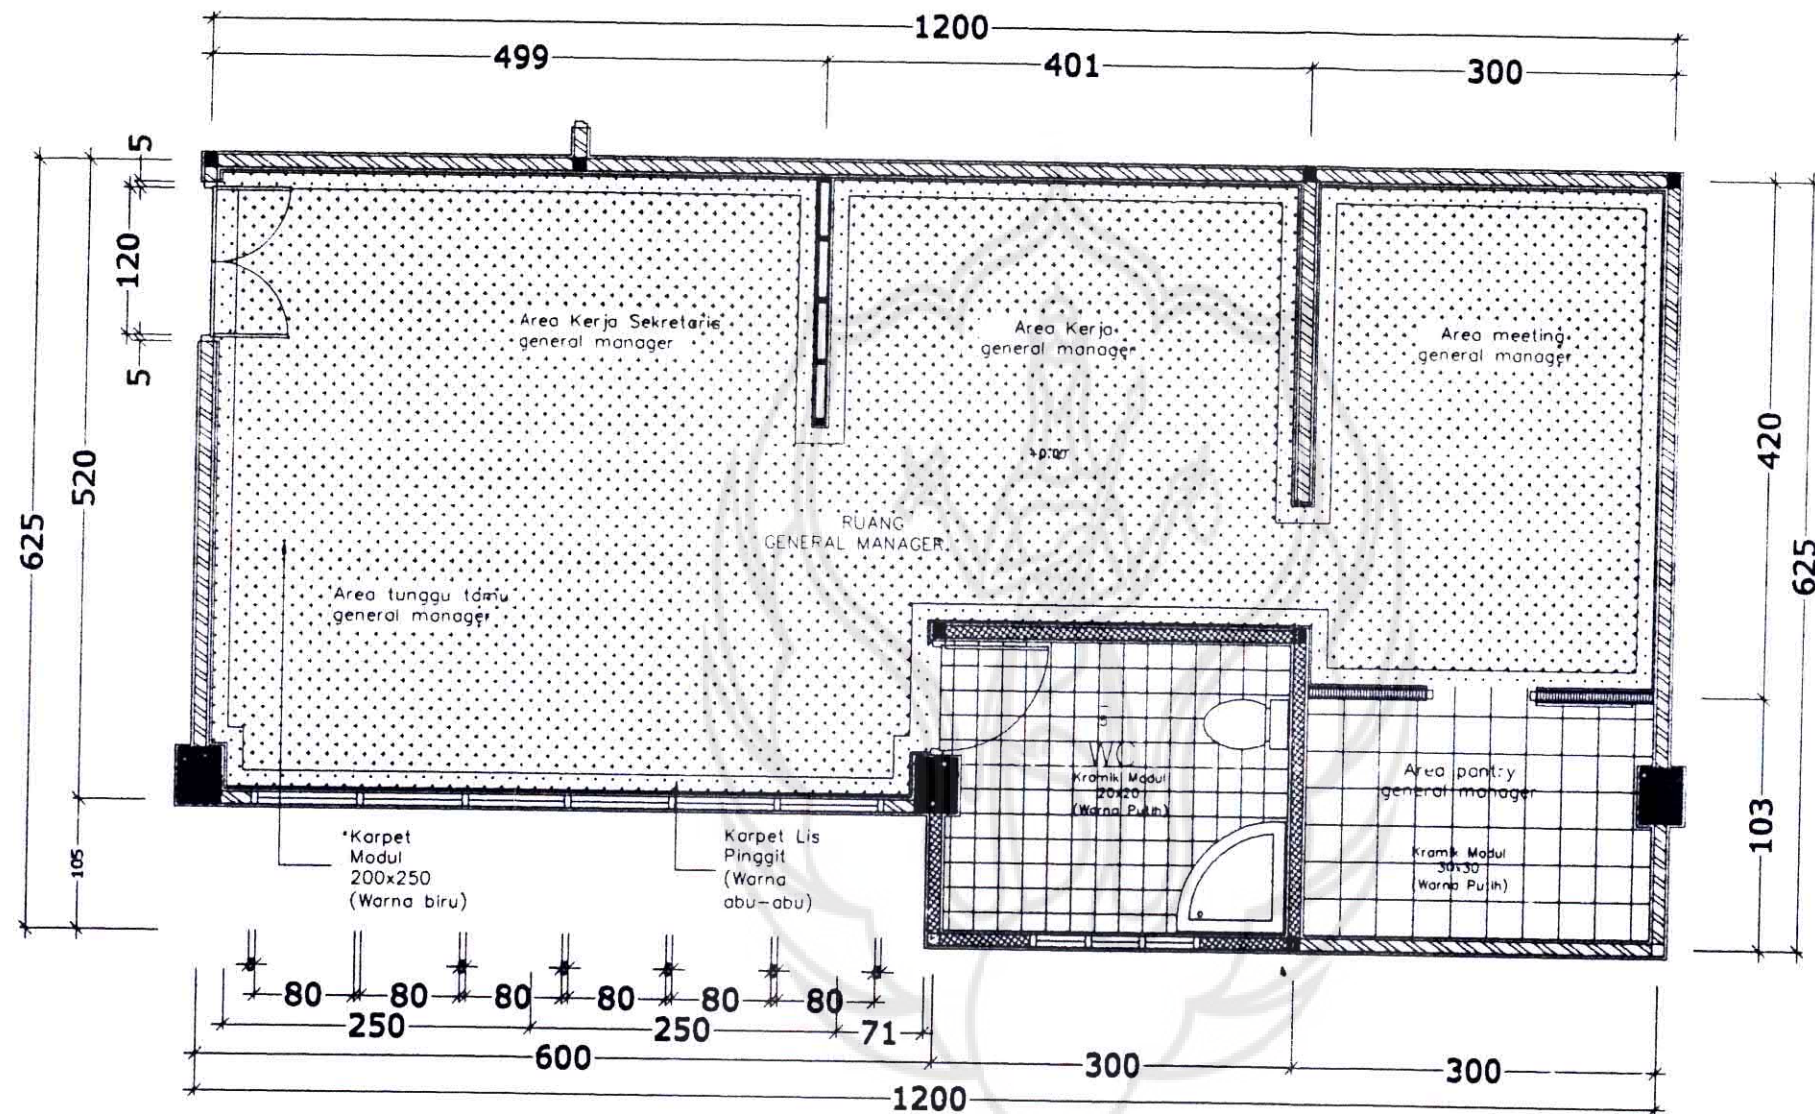 1200
499
401
300
5
120
5
520
625
105
420
103
625
Area Kerja Sekretaris
general manager
Area Kerja
general manager
Area meeting
general manager
RUANG
GENERAL MANAGER
Area tunggu tamu
general manager
WC
Kramik Modul
20x20
(Warna Putih)
Area pantry
general manager
Kramik Modul
30x30
(Warna Putih)
Karpet
Modul
200x250
(Warna biru)
Karpet Lis
Pinggit
(Warna
abu-abu)
80
80
80
80
80
80
250
250
71
600
300
300
1200